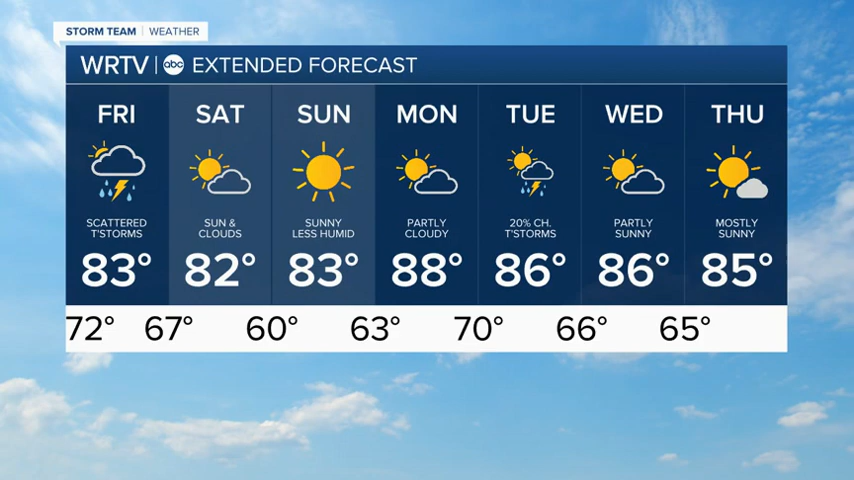 STORM TEAM | WEATHER
WRTV | abc EXTENDED FORECAST
FRI SAT SUN MON TUE WED THU
SCATTERED T'STORMS
SUN & CLOUDS
SUNNY LESS HUMID
PARTLY CLOUDY
20% CH. T'STORMS
PARTLY SUNNY
MOSTLY SUNNY
83° 82° 83° 88° 86° 86° 85°
72° 67° 60° 63° 70° 66° 65°